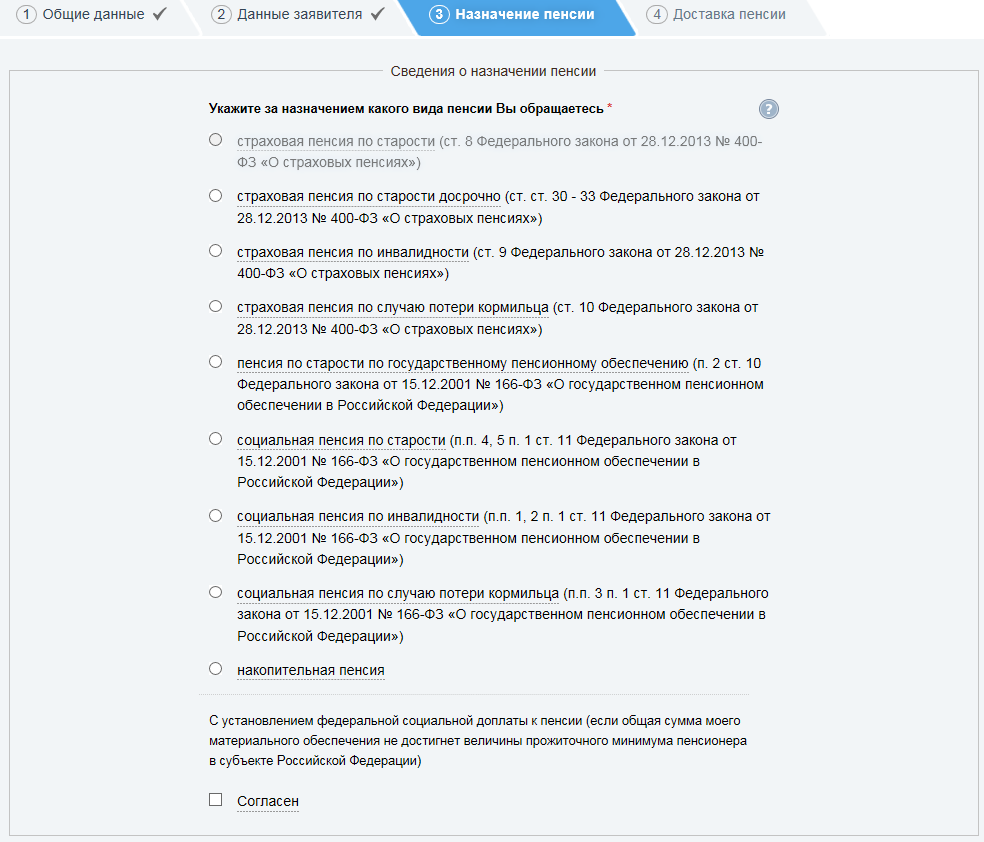 1 Общие данные
2 Данные заявителя
3 Назначение пенсии
4 Доставка пенсии
Сведения о назначении пенсии
Укажите за назначением какого вида пенсии Вы обращаетесь *
?
страховая пенсия по старости (ст. 8 Федерального закона от 28.12.2013 № 400-
ФЗ «О страховых пенсиях»)
страховая пенсия по старости досрочно (ст. ст. 30 - 33 Федерального закона от
28.12.2013 № 400-ФЗ «О страховых пенсиях»)
страховая пенсия по инвалидности (ст. 9 Федерального закона от 28.12.2013 №
400-ФЗ «О страховых пенсиях»)
страховая пенсия по случаю потери кормильца (ст. 10 Федерального закона от
28.12.2013 № 400-ФЗ «О страховых пенсиях»)
пенсия по старости по государственному пенсионному обеспечению (п. 2 ст. 10
Федерального закона от 15.12.2001 № 166-ФЗ «О государственном пенсионном
обеспечении в Российской Федерации»)
социальная пенсия по старости (п.п. 4, 5 п. 1 ст. 11 Федерального закона от
15.12.2001 № 166-ФЗ «О государственном пенсионном обеспечении в
Российской Федерации»)
социальная пенсия по инвалидности (п.п. 1, 2 п. 1 ст. 11 Федерального закона от
15.12.2001 № 166-ФЗ «О государственном пенсионном обеспечении в
Российской Федерации»)
социальная пенсия по случаю потери кормильца (п.п. 3 п. 1 ст. 11 Федерального
закона от 15.12.2001 № 166-ФЗ «О государственном пенсионном обеспечении в
Российской Федерации»)
накопительная пенсия
С установлением федеральной социальной доплаты к пенсии (если общая сумма моего
материального обеспечения не достигнет величины прожиточного минимума пенсионера
в субъекте Российской Федерации)
Согласен